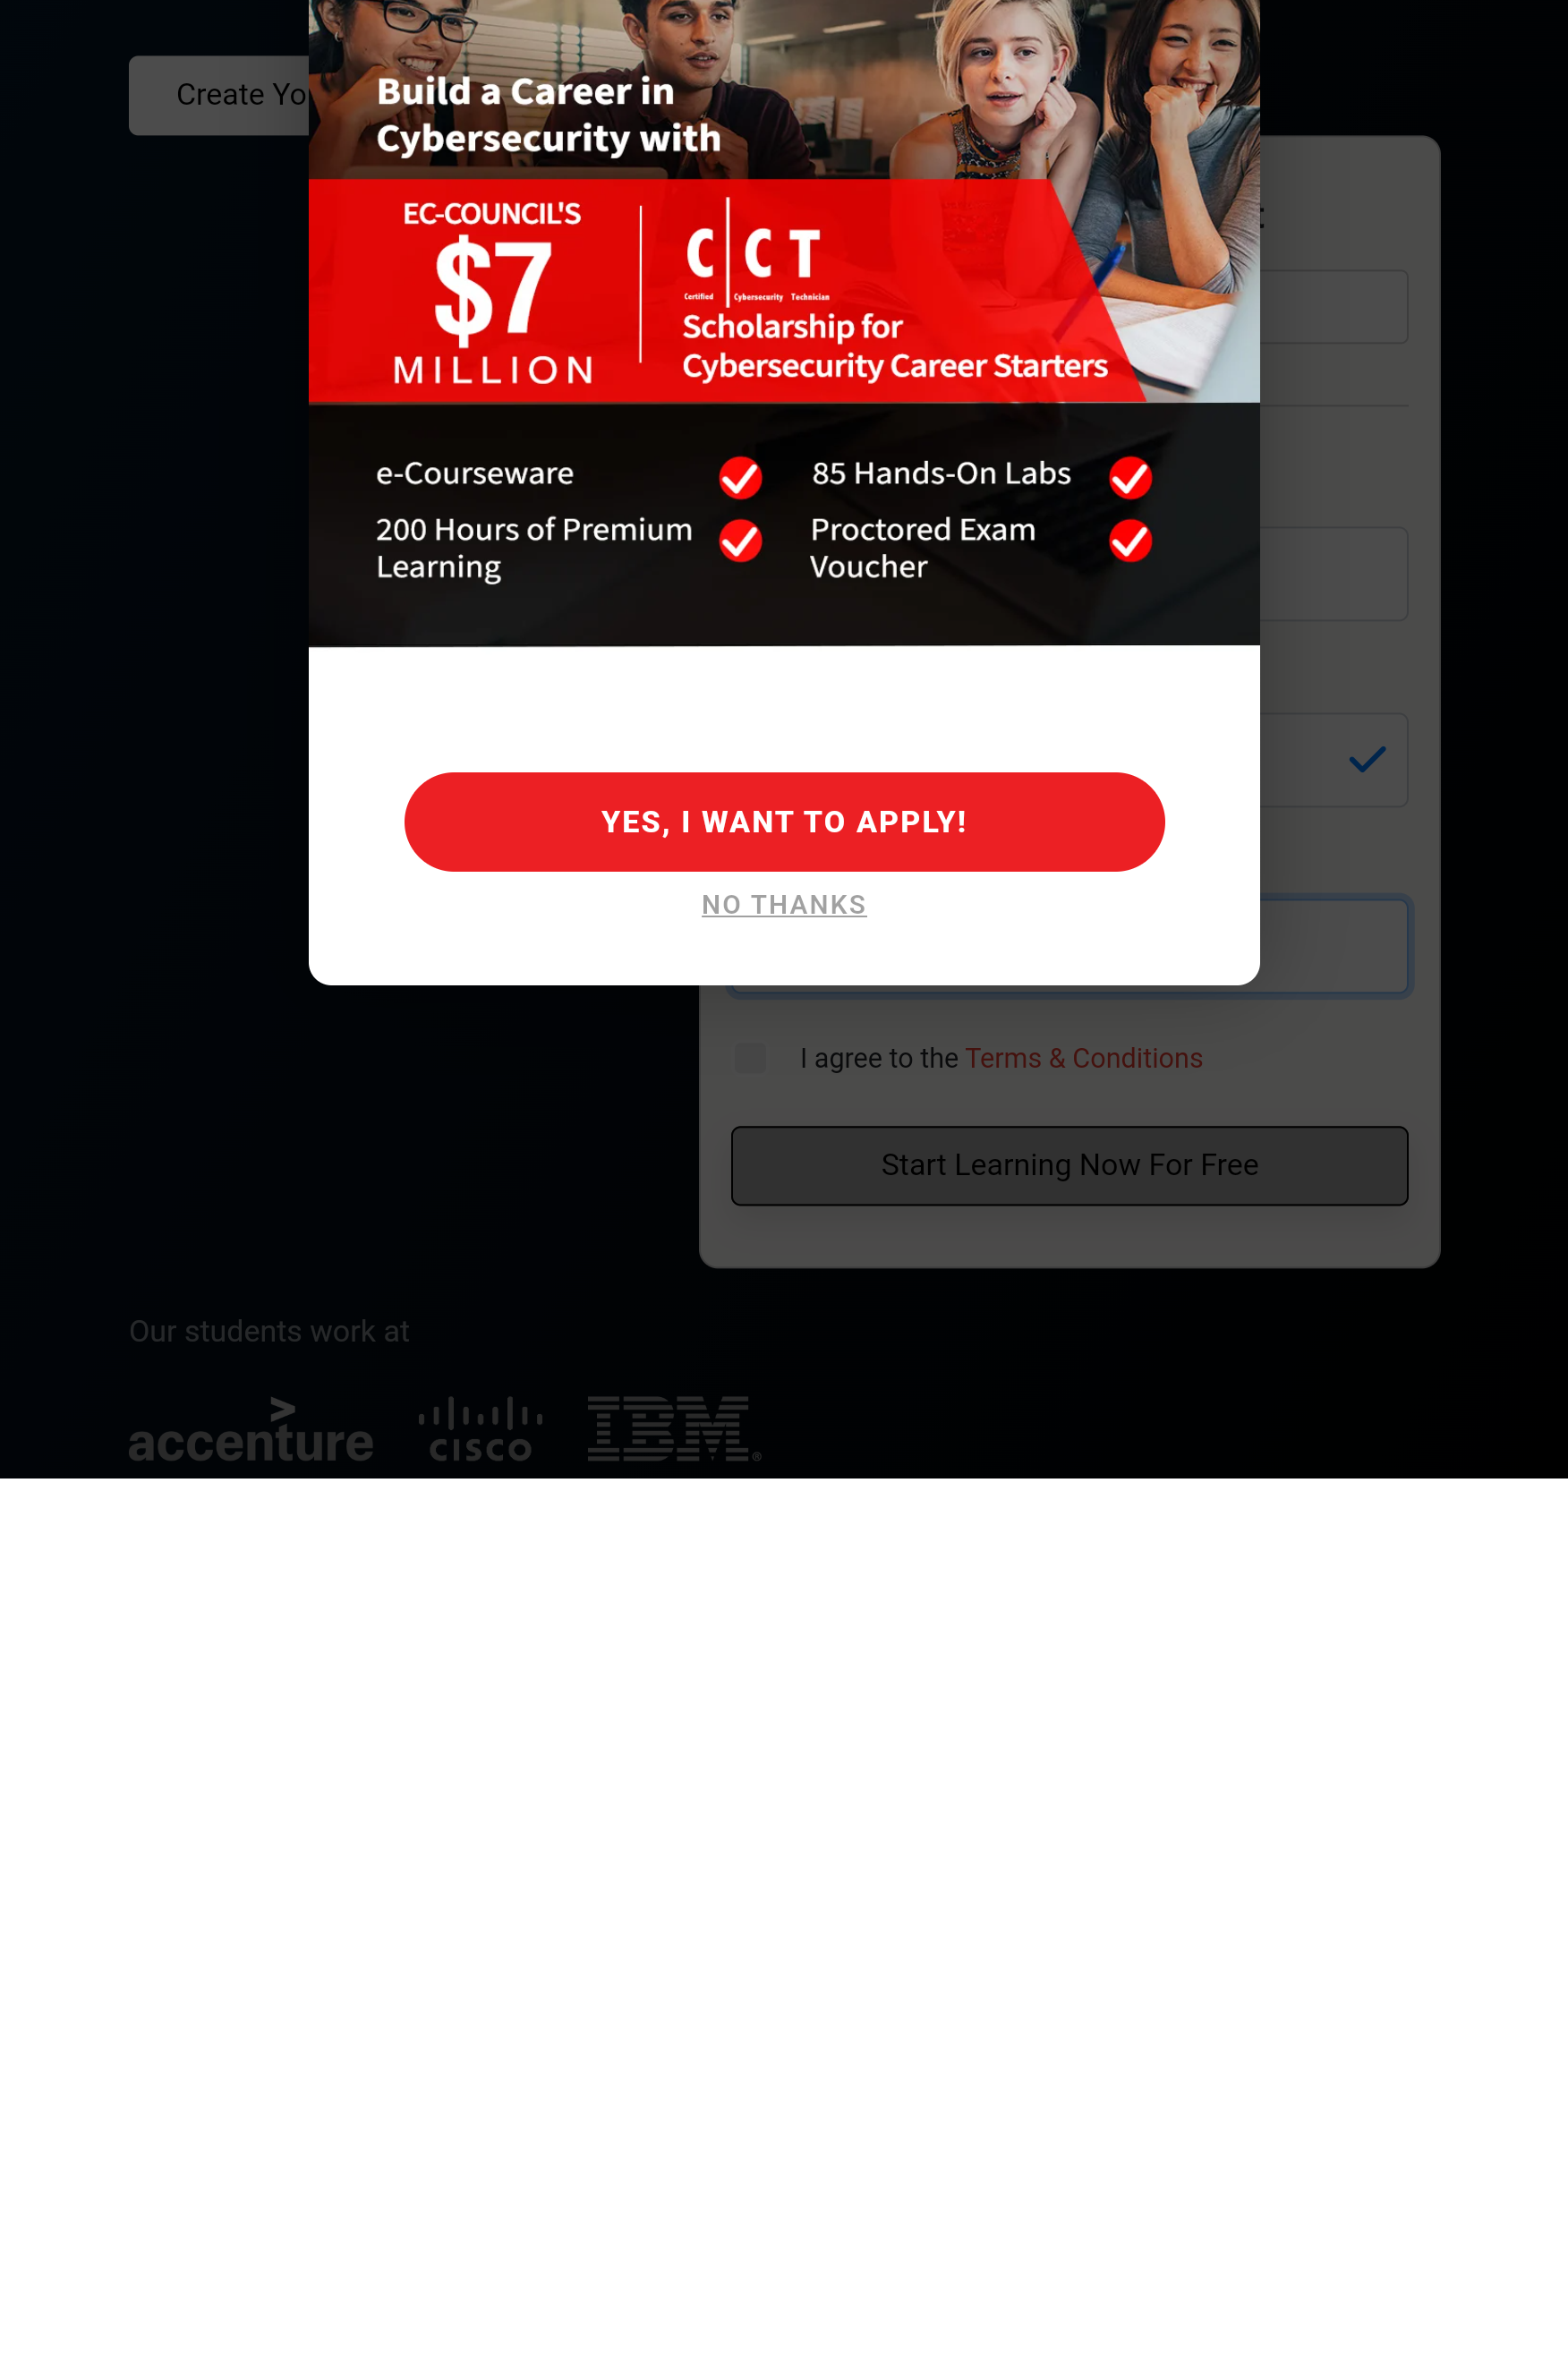 Create Yo
Build a Career in
Cybersecurity with
EC-COUNCIL'S
$7
MILLION
C|CT
Certified Cybersecurity Technician
Scholarship for
Cybersecurity Career Starters
e-Courseware
85 Hands-On Labs
200 Hours of Premium
Learning
Proctored Exam
Voucher
YES, I WANT TO APPLY!
NO THANKS
I agree to the Terms & Conditions
Start Learning Now For Free
Our students work at
accenture
CISCO
IBM®